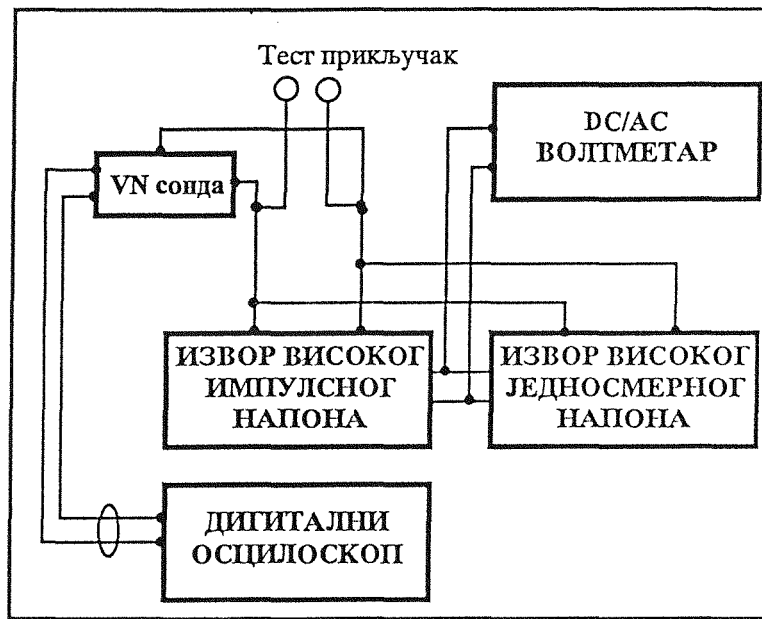 Тест прикључак
DC/AC
ВОЛТМЕТАР
VN сонда
ИЗВОР ВИСОКОГ
ИМПУЛСНОГ
НАПОНА
ИЗВОР ВИСОКОГ
ЈЕДНОСМЕРНОГ
НАПОНА
ДИГИТАЛНИ
ОСЦИЛОСКОП